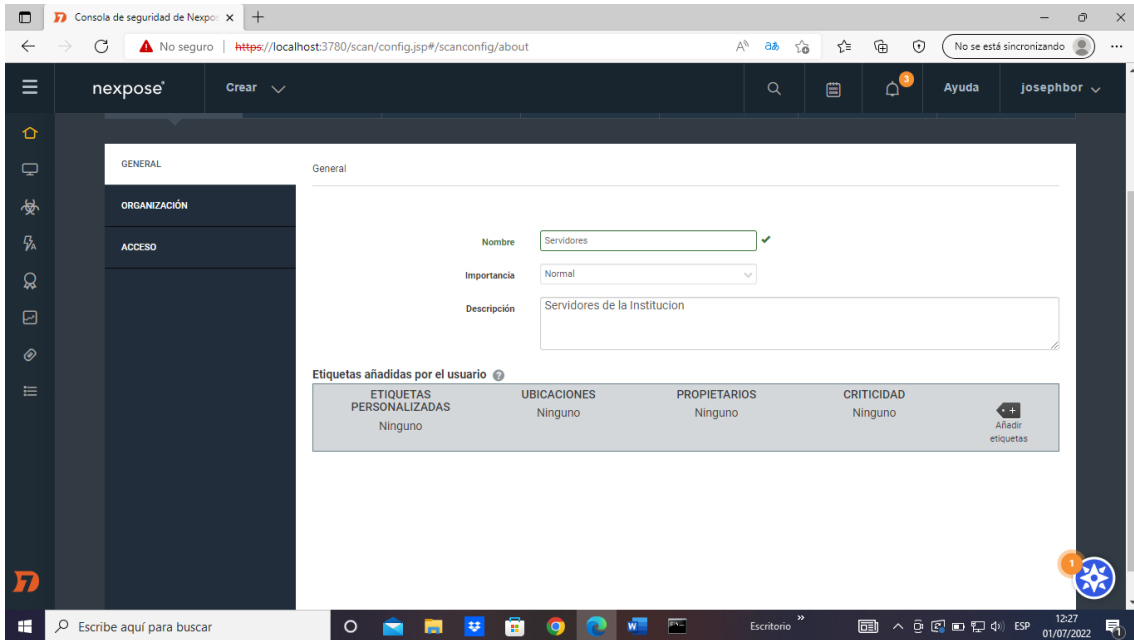 Consola de seguridad de Nexpos
No seguro
https://localhost:3780/scan/config.jsp#/scanconfig/about
No se está sincronizando
nexpose
Crear
3
Ayuda
josephbor
GENERAL
ORGANIZACIÓN
ACCESO
General
Nombre
Servidores
Importancia
Normal
Descripción
Servidores de la Institucion
Etiquetas añadidas por el usuario
ETIQUETAS
PERSONALIZADAS
Ninguno
UBICACIONES
Ninguno
PROPIETARIOS
Ninguno
CRITICIDAD
Ninguno
Añadir
etiquetas
1
Escribe aquí para buscar
Escritorio
ESP
12:27
01/07/2022
1